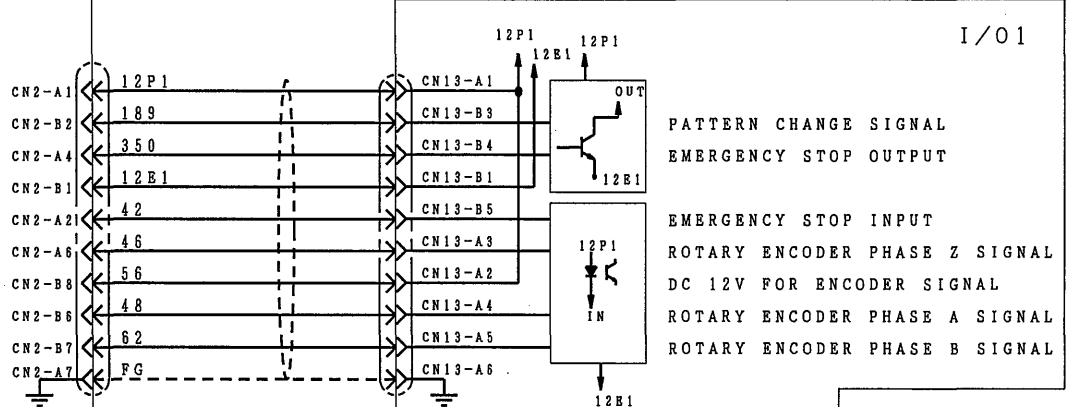 I/O1
12P1
12E1 12P1
CN2-A1 12P1 CN13-A1
OUT
CN2-B2 189 CN13-B3 PATTERN CHANGE SIGNAL
CN2-A4 350 CN13-B4 EMERGENCY STOP OUTPUT
12E1
CN2-B1 12E1 CN13-B1
CN2-A2 42 CN13-B5 EMERGENCY STOP INPUT
CN2-A6 46 CN13-A3 12P1 ROTARY ENCODER PHASE Z SIGNAL
CN2-B8 56 CN13-A2 DC 12V FOR ENCODER SIGNAL
CN2-B6 48 CN13-A4 IN ROTARY ENCODER PHASE A SIGNAL
CN2-B7 62 CN13-A5 ROTARY ENCODER PHASE B SIGNAL
CN2-A7 FG CN13-A6
12E1